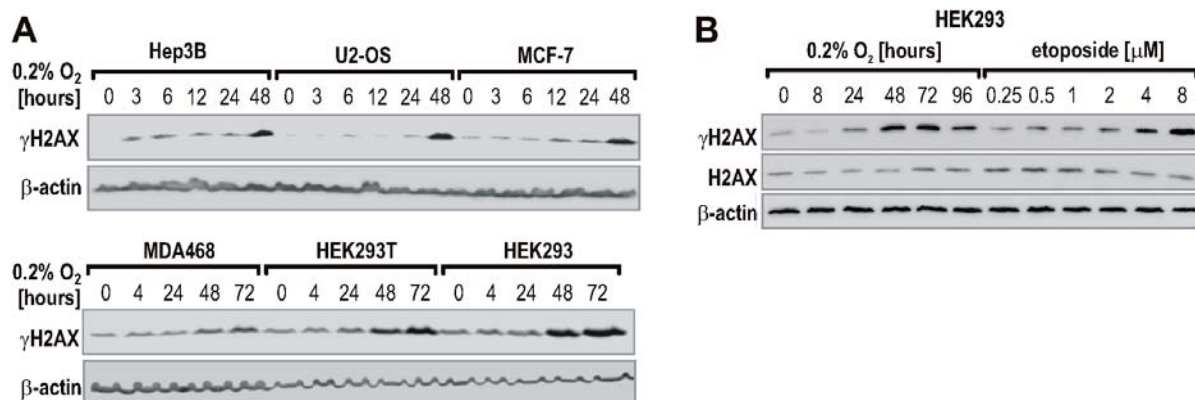 A
Hep3B U2-OS MCF-7
0.2% O₂
[hours]
0 3 6 12 24 48 0 3 6 12 24 48 0 3 6 12 24 48
γH2AX
β-actin
MDA468 HEK293T HEK293
0.2% O₂
[hours]
0 4 24 48 72 0 4 24 48 72 0 4 24 48 72
γH2AX
β-actin
B
HEK293
0.2% O₂ [hours] etoposide [µM]
0 8 24 48 72 96 0.25 0.5 1 2 4 8
γH2AX
H2AX
β-actin